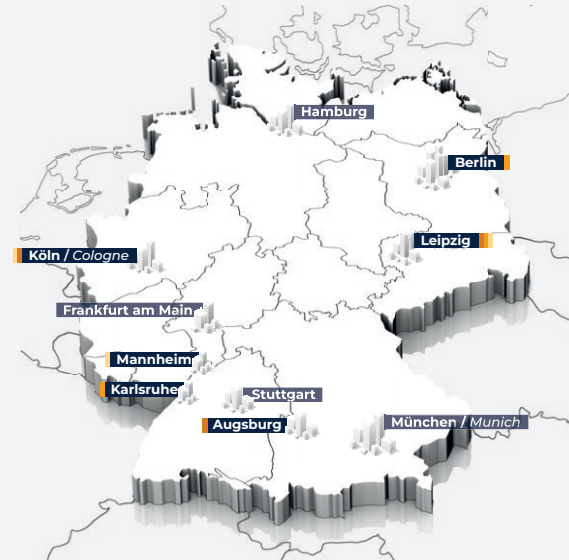 Hamburg
Berlin
Leipzig
Köln / Cologne
Frankfurt am Main
Mannheim
Karlsruhe
Stuttgart
Augsburg
München / Munich